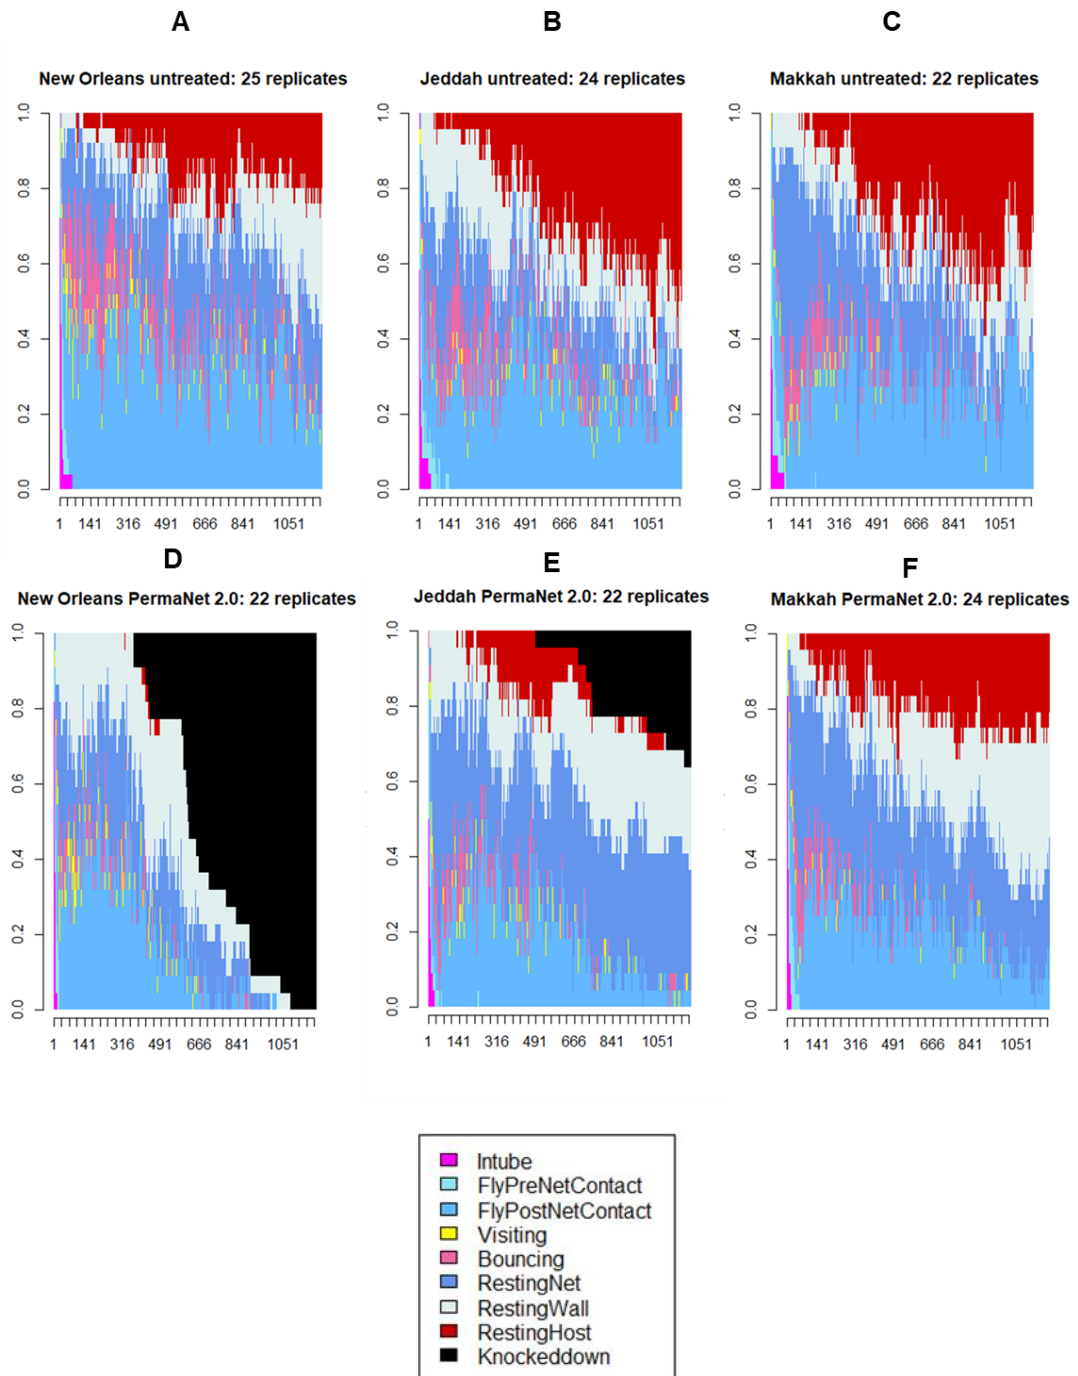 A
B
C
New Orleans untreated: 25 replicates
Jeddah untreated: 24 replicates
Makkah untreated: 22 replicates
0.0 0.2 0.4 0.6 0.8 1.0
1 141 316 491 666 841 1051
0.0 0.2 0.4 0.6 0.8 1.0
1 141 316 491 666 841 1051
0.0 0.2 0.4 0.6 0.8 1.0
1 141 316 491 666 841 1051
D
E
F
New Orleans PermaNet 2.0: 22 replicates
Jeddah PermaNet 2.0: 22 replicates
Makkah PermaNet 2.0: 24 replicates
0.0 0.2 0.4 0.6 0.8 1.0
1 141 316 491 666 841 1051
0.0 0.2 0.4 0.6 0.8 1.0
1 141 316 491 666 841 1051
0.0 0.2 0.4 0.6 0.8 1.0
1 141 316 491 666 841 1051
Intube
FlyPreNetContact
FlyPostNetContact
Visiting
Bouncing
RestingNet
RestingWall
RestingHost
Knockeddown